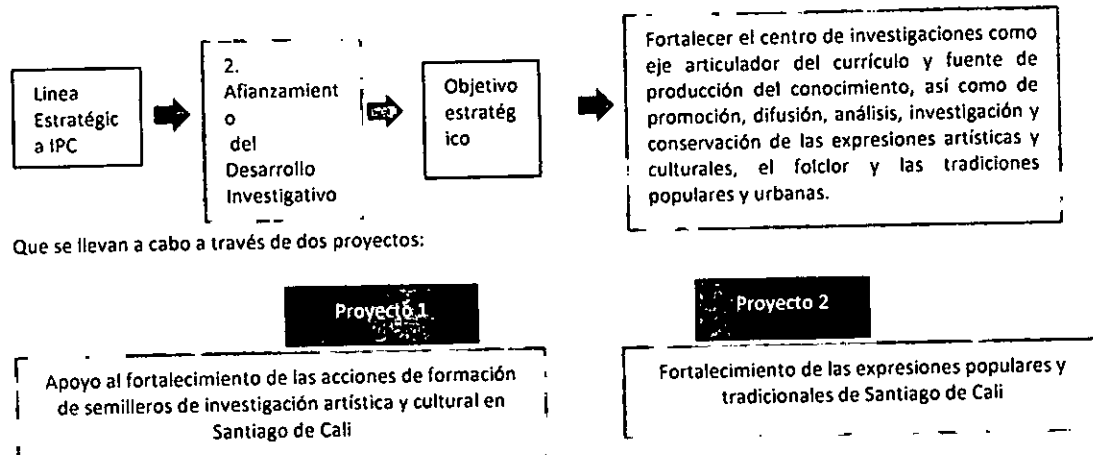 Linea
Estratégic
a IPC
2.
Afianzamient
o
del
Desarrollo
Investigativo
Objetivo
estratég
ico
Fortalecer el centro de investigaciones como
eje articulador del currículo y fuente de
producción del conocimiento, así como de
promoción, difusión, análisis, investigación y
conservación de las expresiones artísticas y
culturales, el folclor y las tradiciones
populares y urbanas.
Que se llevan a cabo a través de dos proyectos:
Proyecto 1
Apoyo al fortalecimiento de las acciones de formación
de semilleros de investigación artística y cultural en
Santiago de Cali
Proyecto 2
Fortalecimiento de las expresiones populares y
tradicionales de Santiago de Cali